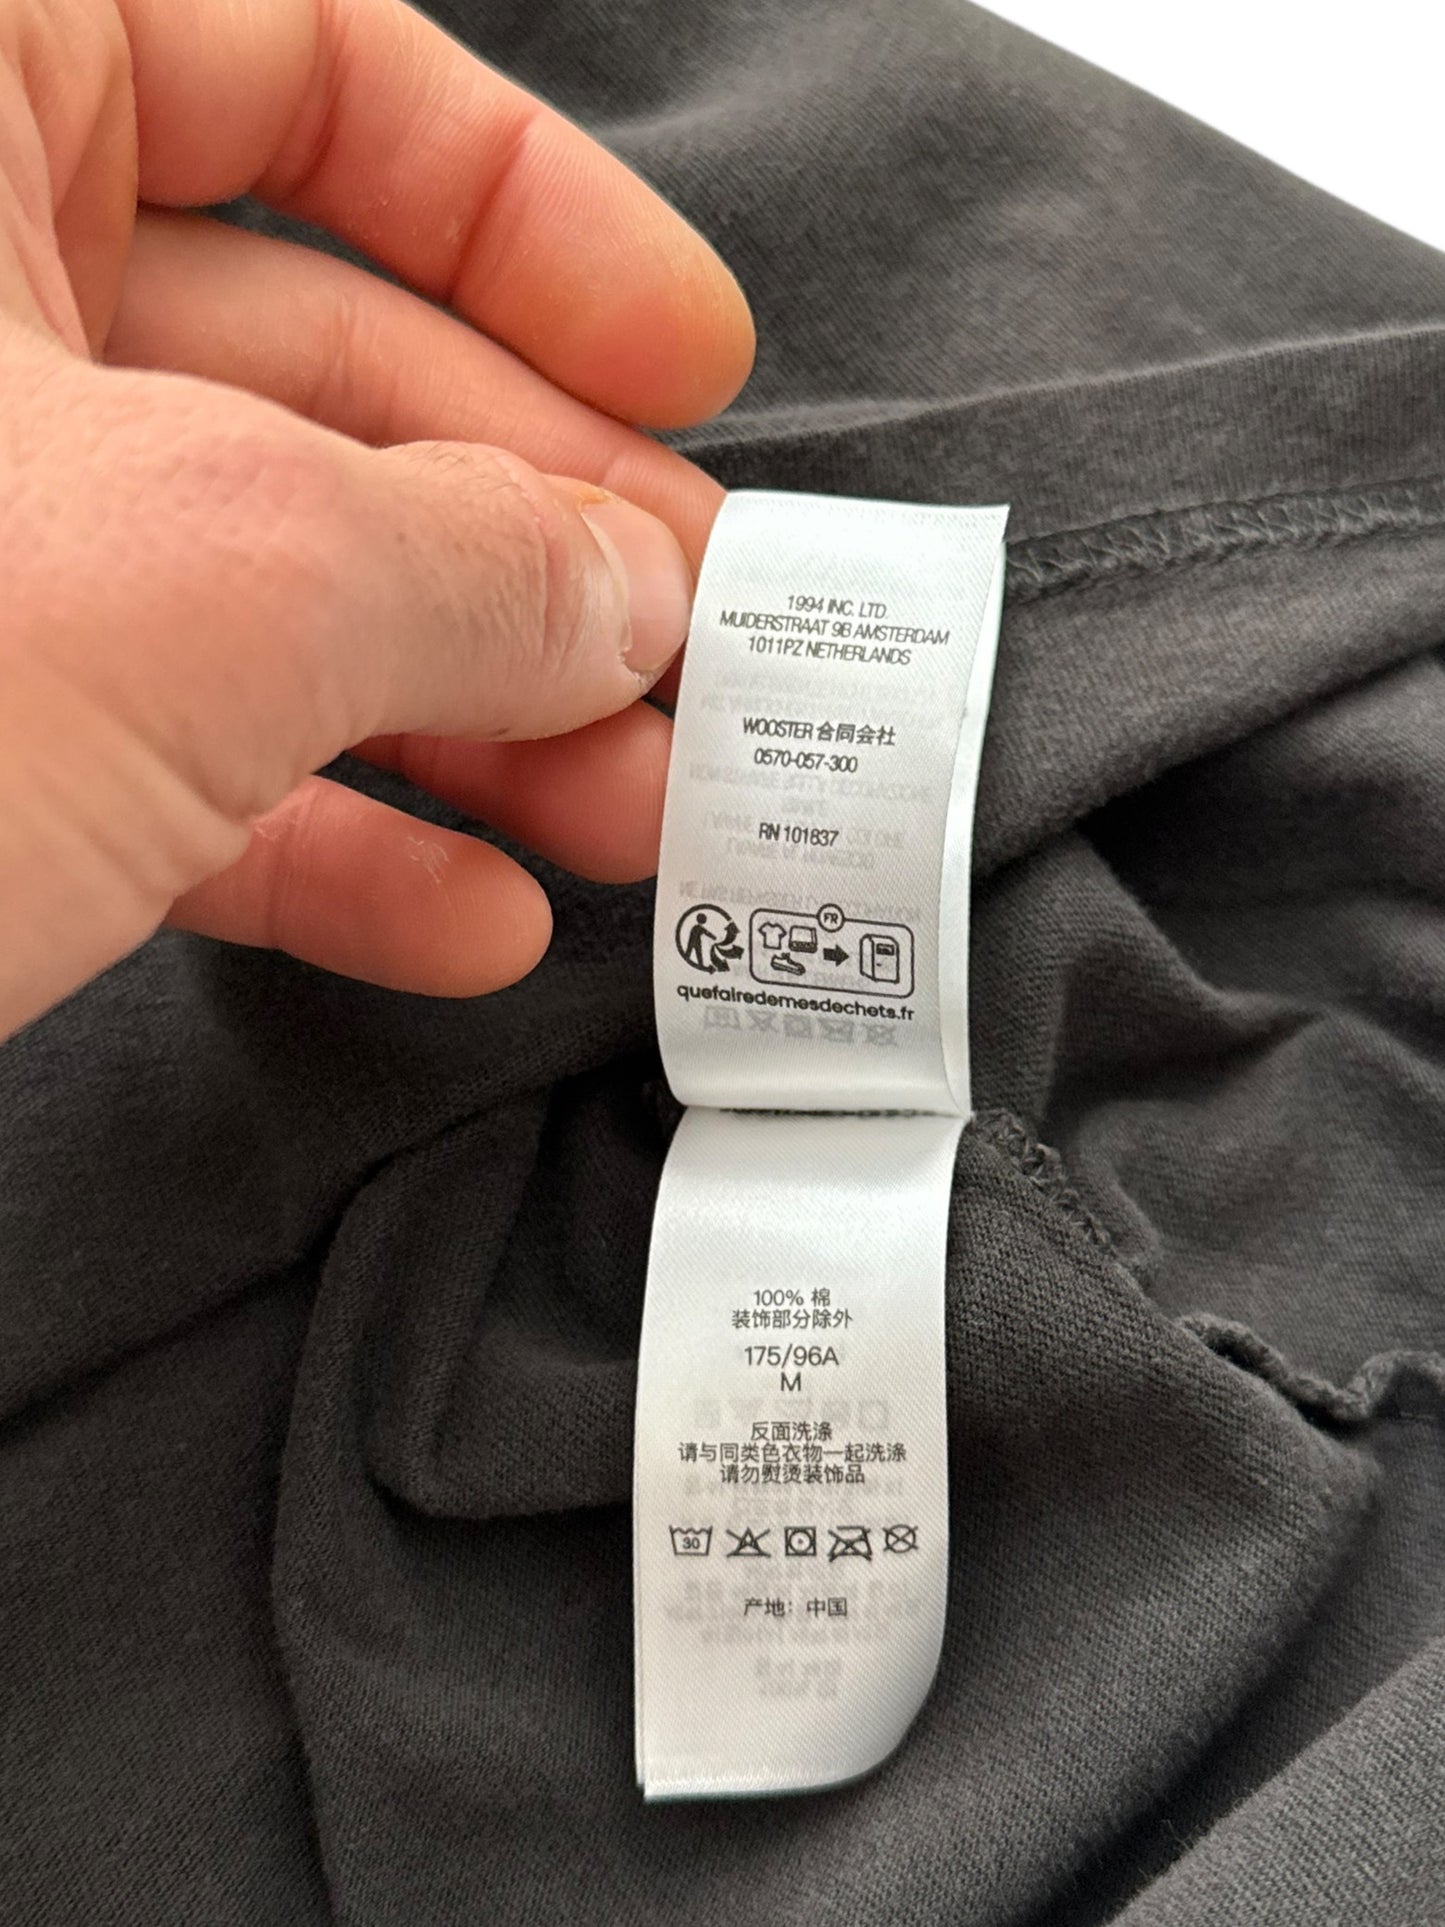 1994 INC. LTD.
MUIDERSTRAAT 9B AMSTERDAM
1011PZ NETHERLANDS
WOOSTER 合同会社
0570-057-300
RN 101837
FR
quefairedemesdechets.fr
100% 棉
装饰部分除外
175/96A
M
反面洗涤
请与同类色衣物一起洗涤
请勿熨烫装饰品
30
产地：中国